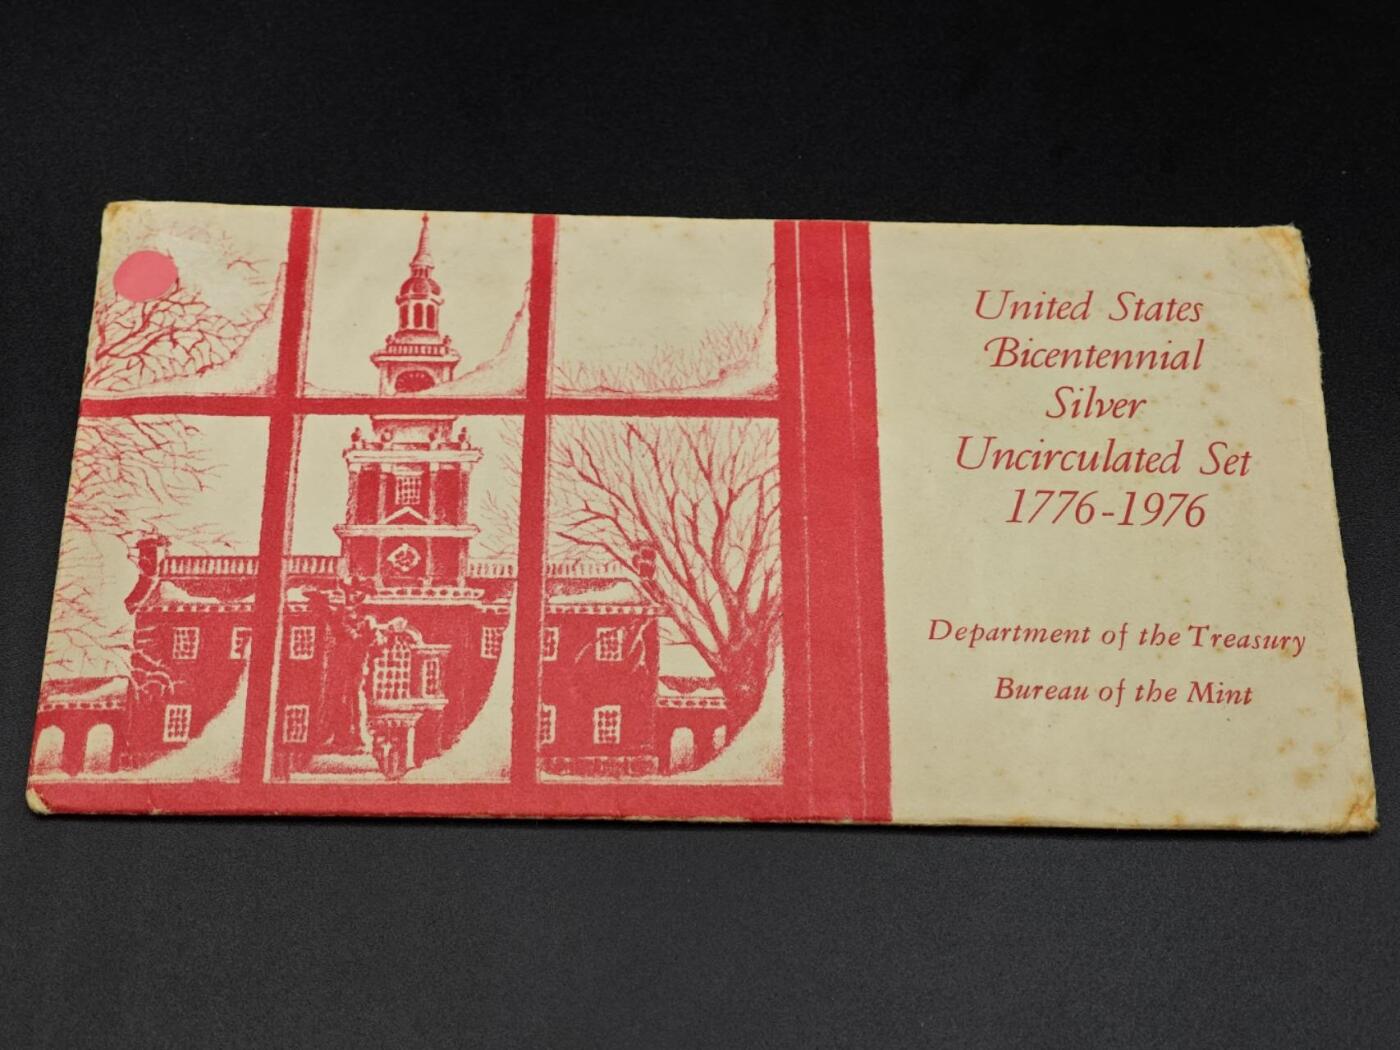 United States
Bicentennial
Silver
Uncirculated Set
1776-1976
Department of the Treasury
Bureau of the Mint